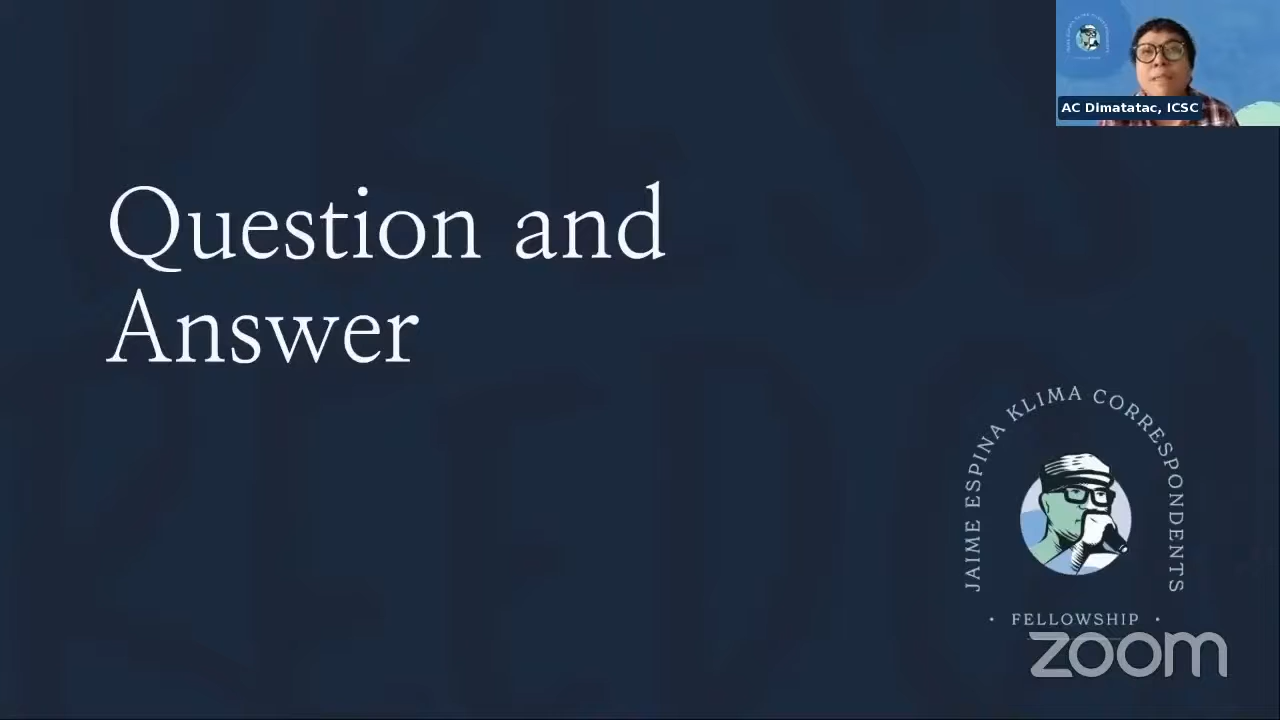 AC Dimatatac, ICSC
Question and
Answer
JAIME ESPINA KLIMA CORRESPONDENTS
• FELLOWSHIP •
zoom